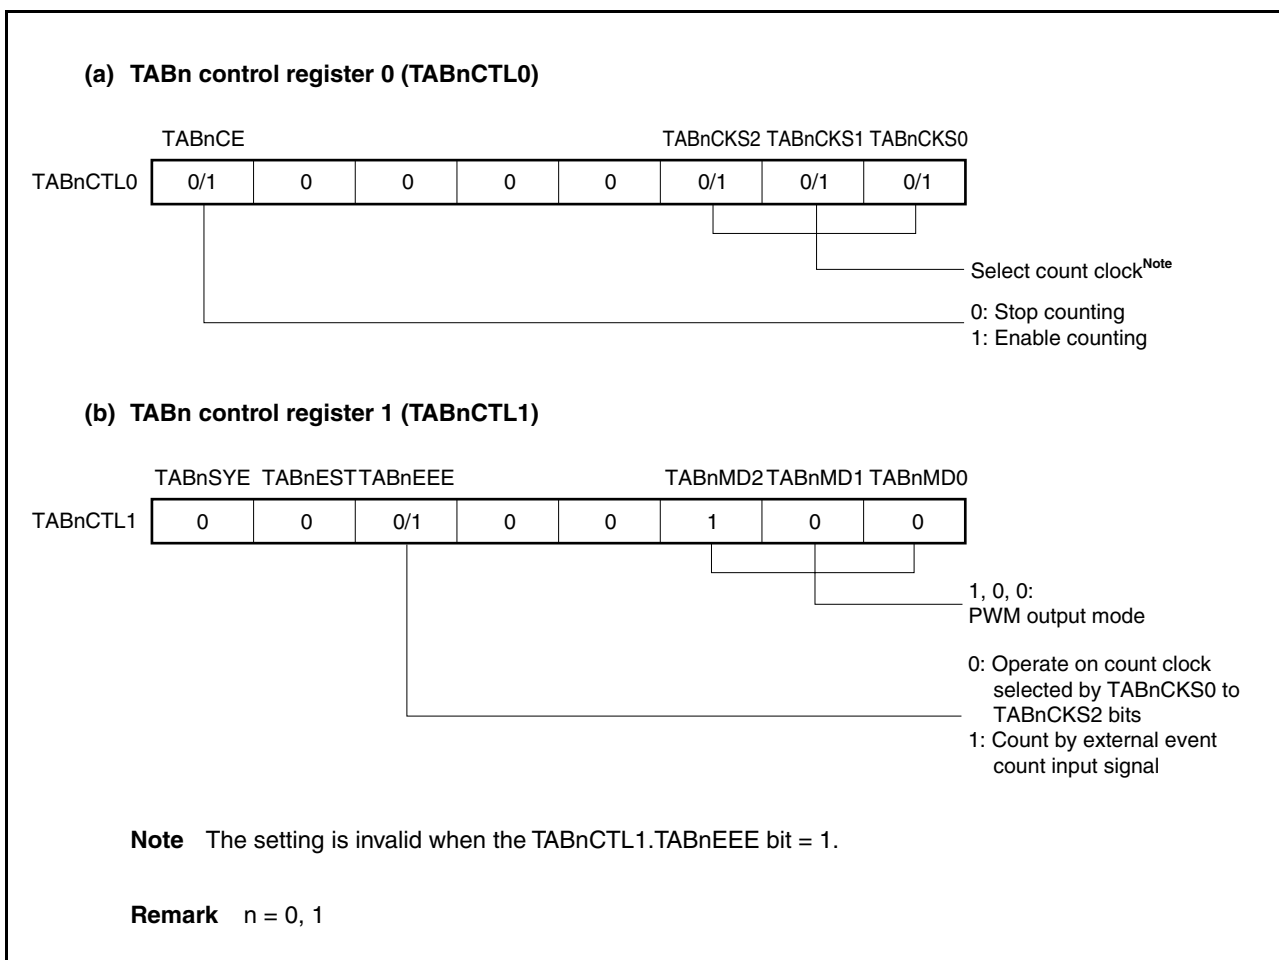 (a) TABn control register 0 (TABnCTL0)
TABnCE TABnCKS2 TABnCKS1 TABnCKS0
TABnCTL0 0/1 0 0 0 0 0/1 0/1 0/1
Select count clockNote
0: Stop counting
1: Enable counting
(b) TABn control register 1 (TABnCTL1)
TABnSYE TABnEST TABnEEE TABnMD2 TABnMD1 TABnMD0
TABnCTL1 0 0 0/1 0 0 1 0 0
1, 0, 0:
PWM output mode
0: Operate on count clock
selected by TABnCKS0 to
TABnCKS2 bits
1: Count by external event
count input signal
Note The setting is invalid when the TABnCTL1.TABnEEE bit = 1.
Remark n = 0, 1